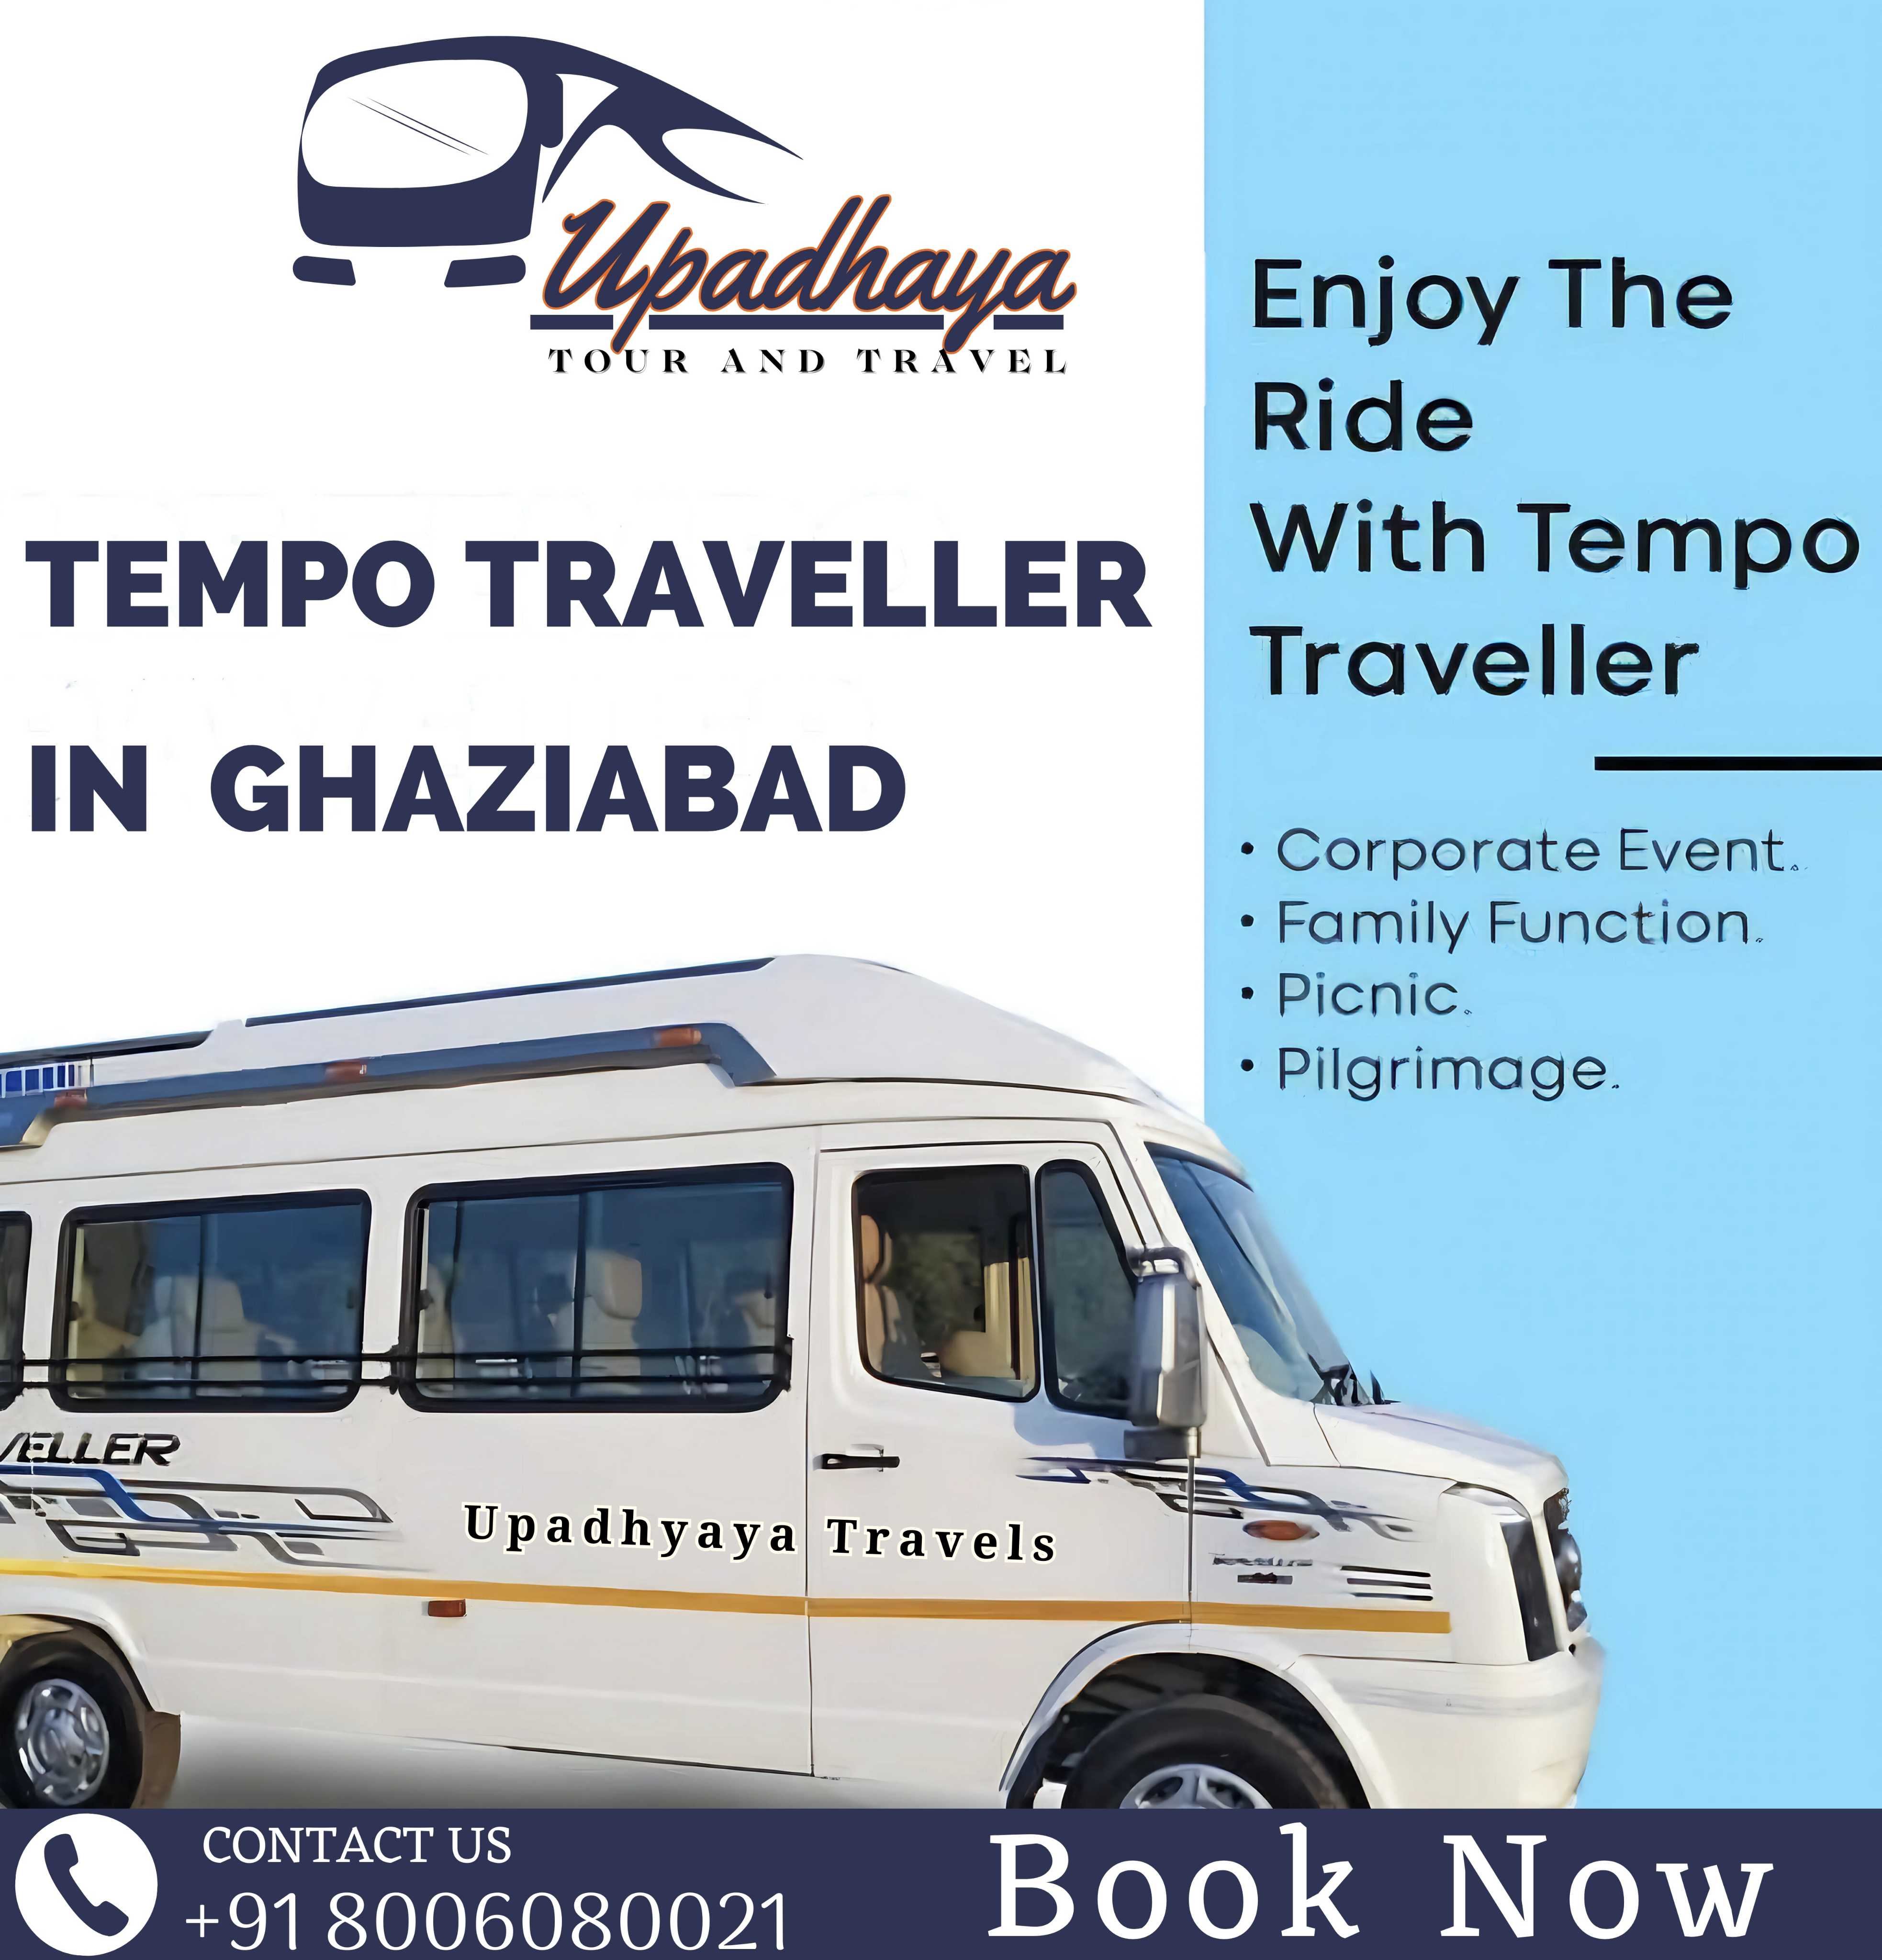 Upadhaya
TOUR AND TRAVEL
TEMPO TRAVELLER
IN GHAZIABAD
Enjoy The
Ride
With Tempo
Traveller
• Corporate Event.
• Family Function.
• Picnic.
• Pilgrimage.
VELLER
Upadhyaya Travels
CONTACT US
+91 8006080021
Book Now